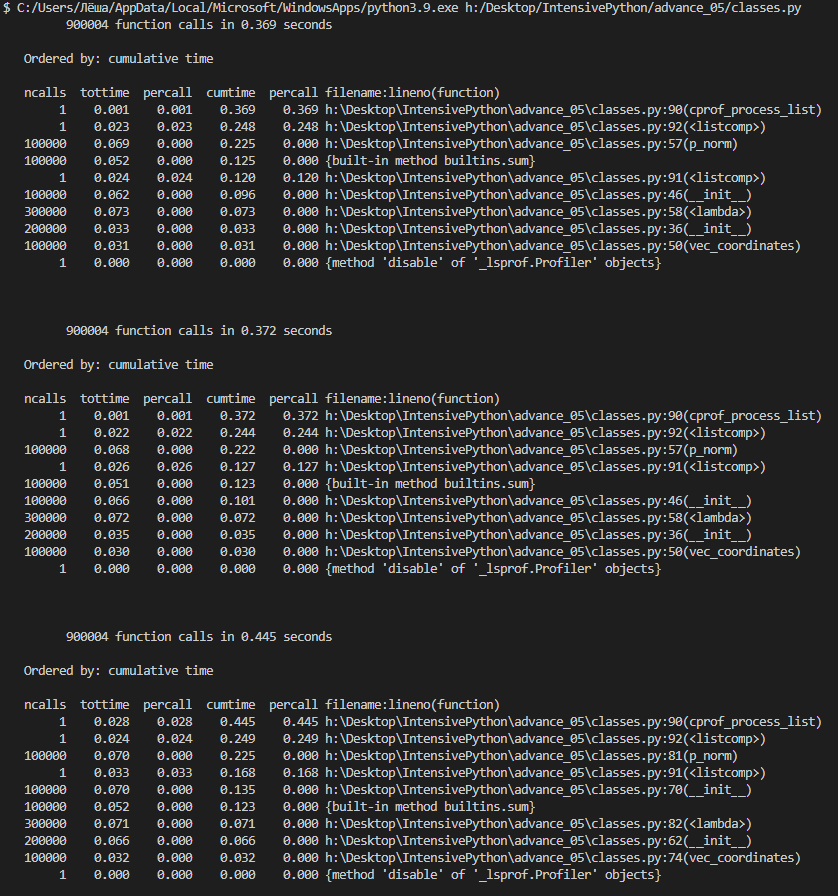 $ C:/Users/Лёша/AppData/Local/Microsoft/WindowsApps/python3.9.exe h:/Desktop/IntensivePython/advance_05/classes.py
900004 function calls in 0.369 seconds
Ordered by: cumulative time
ncalls tottime percall cumtime percall filename:lineno(function)
1 0.001 0.001 0.369 0.369 h:\Desktop\IntensivePython\advance_05\classes.py:90(cprof_process_list)
1 0.023 0.023 0.248 0.248 h:\Desktop\IntensivePython\advance_05\classes.py:92(<listcomp>)
100000 0.069 0.000 0.225 0.000 h:\Desktop\IntensivePython\advance_05\classes.py:57(p_norm)
100000 0.052 0.000 0.125 0.000 {built-in method builtins.sum}
1 0.024 0.024 0.120 0.120 h:\Desktop\IntensivePython\advance_05\classes.py:91(<listcomp>)
100000 0.062 0.000 0.096 0.000 h:\Desktop\IntensivePython\advance_05\classes.py:46(__init__)
300000 0.073 0.000 0.073 0.000 h:\Desktop\IntensivePython\advance_05\classes.py:58(<lambda>)
200000 0.033 0.000 0.033 0.000 h:\Desktop\IntensivePython\advance_05\classes.py:36(__init__)
100000 0.031 0.000 0.031 0.000 h:\Desktop\IntensivePython\advance_05\classes.py:50(vec_coordinates)
1 0.000 0.000 0.000 0.000 {method 'disable' of '_lsprof.Profiler' objects}
900004 function calls in 0.372 seconds
Ordered by: cumulative time
ncalls tottime percall cumtime percall filename:lineno(function)
1 0.001 0.001 0.372 0.372 h:\Desktop\IntensivePython\advance_05\classes.py:90(cprof_process_list)
1 0.022 0.022 0.244 0.244 h:\Desktop\IntensivePython\advance_05\classes.py:92(<listcomp>)
100000 0.068 0.000 0.222 0.000 h:\Desktop\IntensivePython\advance_05\classes.py:57(p_norm)
1 0.026 0.026 0.127 0.127 h:\Desktop\IntensivePython\advance_05\classes.py:91(<listcomp>)
100000 0.051 0.000 0.123 0.000 {built-in method builtins.sum}
100000 0.066 0.000 0.101 0.000 h:\Desktop\IntensivePython\advance_05\classes.py:46(__init__)
300000 0.072 0.000 0.072 0.000 h:\Desktop\IntensivePython\advance_05\classes.py:58(<lambda>)
200000 0.035 0.000 0.035 0.000 h:\Desktop\IntensivePython\advance_05\classes.py:36(__init__)
100000 0.030 0.000 0.030 0.000 h:\Desktop\IntensivePython\advance_05\classes.py:50(vec_coordinates)
1 0.000 0.000 0.000 0.000 {method 'disable' of '_lsprof.Profiler' objects}
900004 function calls in 0.445 seconds
Ordered by: cumulative time
ncalls tottime percall cumtime percall filename:lineno(function)
1 0.028 0.028 0.445 0.445 h:\Desktop\IntensivePython\advance_05\classes.py:90(cprof_process_list)
1 0.024 0.024 0.249 0.249 h:\Desktop\IntensivePython\advance_05\classes.py:92(<listcomp>)
100000 0.070 0.000 0.225 0.000 h:\Desktop\IntensivePython\advance_05\classes.py:81(p_norm)
1 0.033 0.033 0.168 0.168 h:\Desktop\IntensivePython\advance_05\classes.py:91(<listcomp>)
100000 0.070 0.000 0.135 0.000 h:\Desktop\IntensivePython\advance_05\classes.py:70(__init__)
100000 0.052 0.000 0.123 0.000 {built-in method builtins.sum}
300000 0.071 0.000 0.071 0.000 h:\Desktop\IntensivePython\advance_05\classes.py:82(<lambda>)
200000 0.066 0.000 0.066 0.000 h:\Desktop\IntensivePython\advance_05\classes.py:62(__init__)
100000 0.032 0.000 0.032 0.000 h:\Desktop\IntensivePython\advance_05\classes.py:74(vec_coordinates)
1 0.000 0.000 0.000 0.000 {method 'disable' of '_lsprof.Profiler' objects}